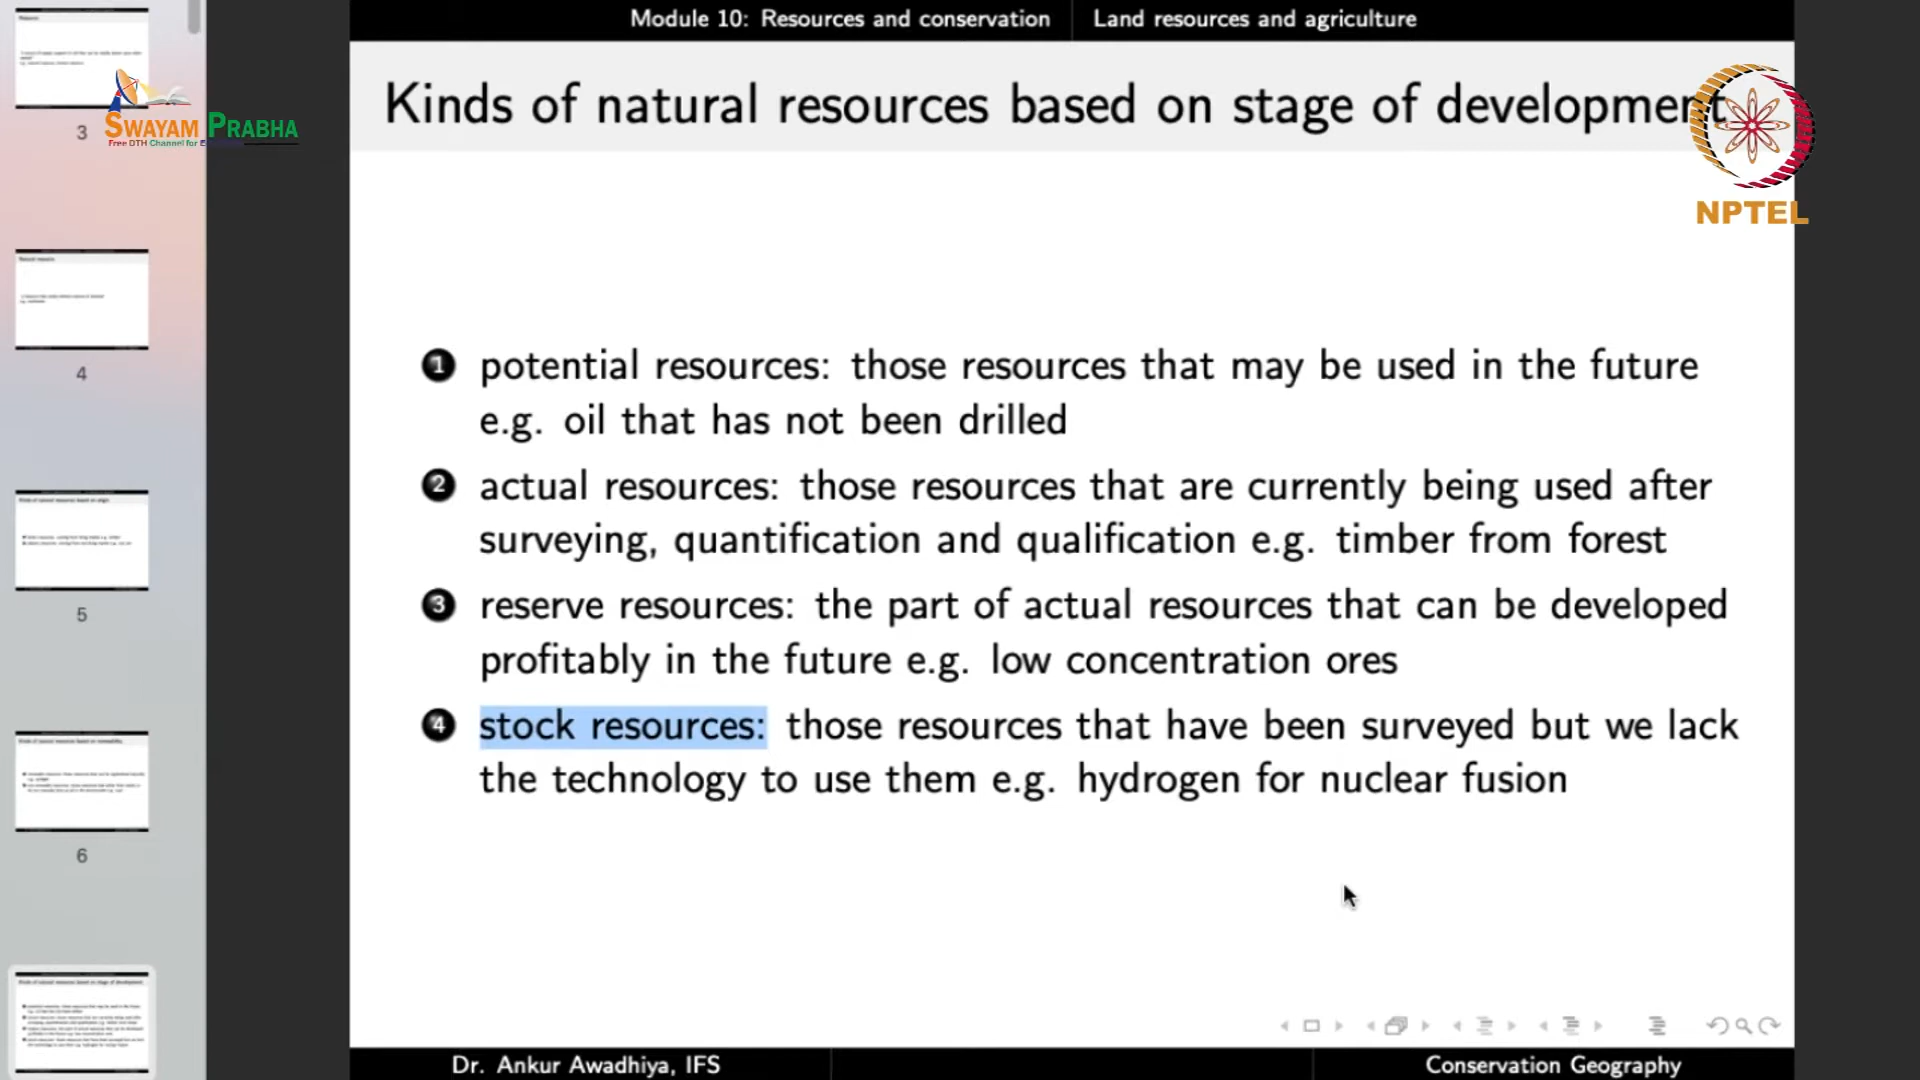 Module 10: Resources and conservation
Land resources and agriculture
Kinds of natural resources based on stage of development
SWAYAM PRABHA
Free DTH Channel for
NPTEL
1 potential resources: those resources that may be used in the future
e.g. oil that has not been drilled
2 actual resources: those resources that are currently being used after
surveying, quantification and qualification e.g. timber from forest
3 reserve resources: the part of actual resources that can be developed
profitably in the future e.g. low concentration ores
4 stock resources: those resources that have been surveyed but we lack
the technology to use them e.g. hydrogen for nuclear fusion
3
4
5
6
Dr. Ankur Awadhiya, IFS
Conservation Geography